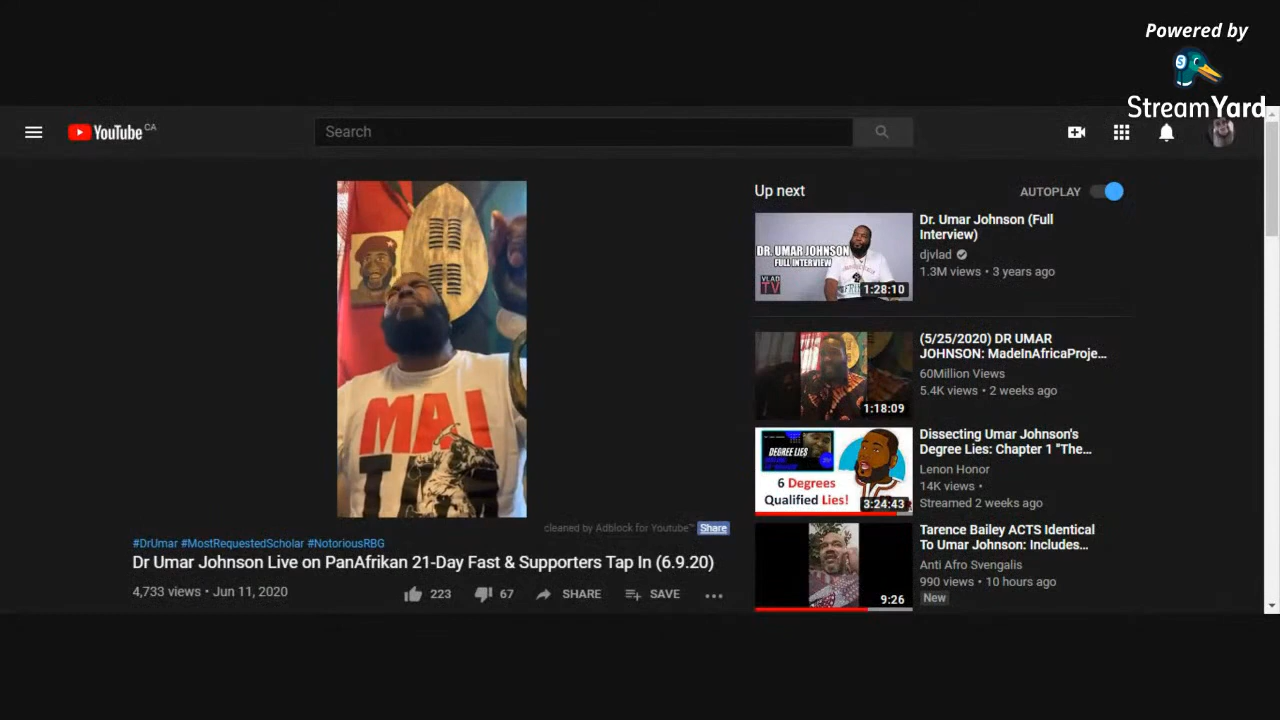 Powered by
StreamYard
YouTube CA
Search
Up next
AUTOPLAY
DR. UMAR JOHNSON
FULL INTERVIEW
VLAD
TV
1:28:10
Dr. Umar Johnson (Full
Interview)
djvlad
1.3M views • 3 years ago
1:18:09
(5/25/2020) DR UMAR
JOHNSON: MadeInAfricaProje...
60Million Views
5.4K views • 2 weeks ago
DEGREE LIES
6 Degrees
Qualified Lies!
3:24:43
Dissecting Umar Johnson's
Degree Lies: Chapter 1 "The...
Lenon Honor
14K views •
Streamed 2 weeks ago
9:26
Tarence Bailey ACTS Identical
To Umar Johnson: Includes...
Anti Afro Svengalis
990 views • 10 hours ago
New
cleaned by Adblock for Youtube™ Share
#DrUmar #MostRequestedScholar #NotoriousRBG
Dr Umar Johnson Live on PanAfrikan 21-Day Fast & Supporters Tap In (6.9.20)
4,733 views • Jun 11, 2020
223
67
SHARE
SAVE